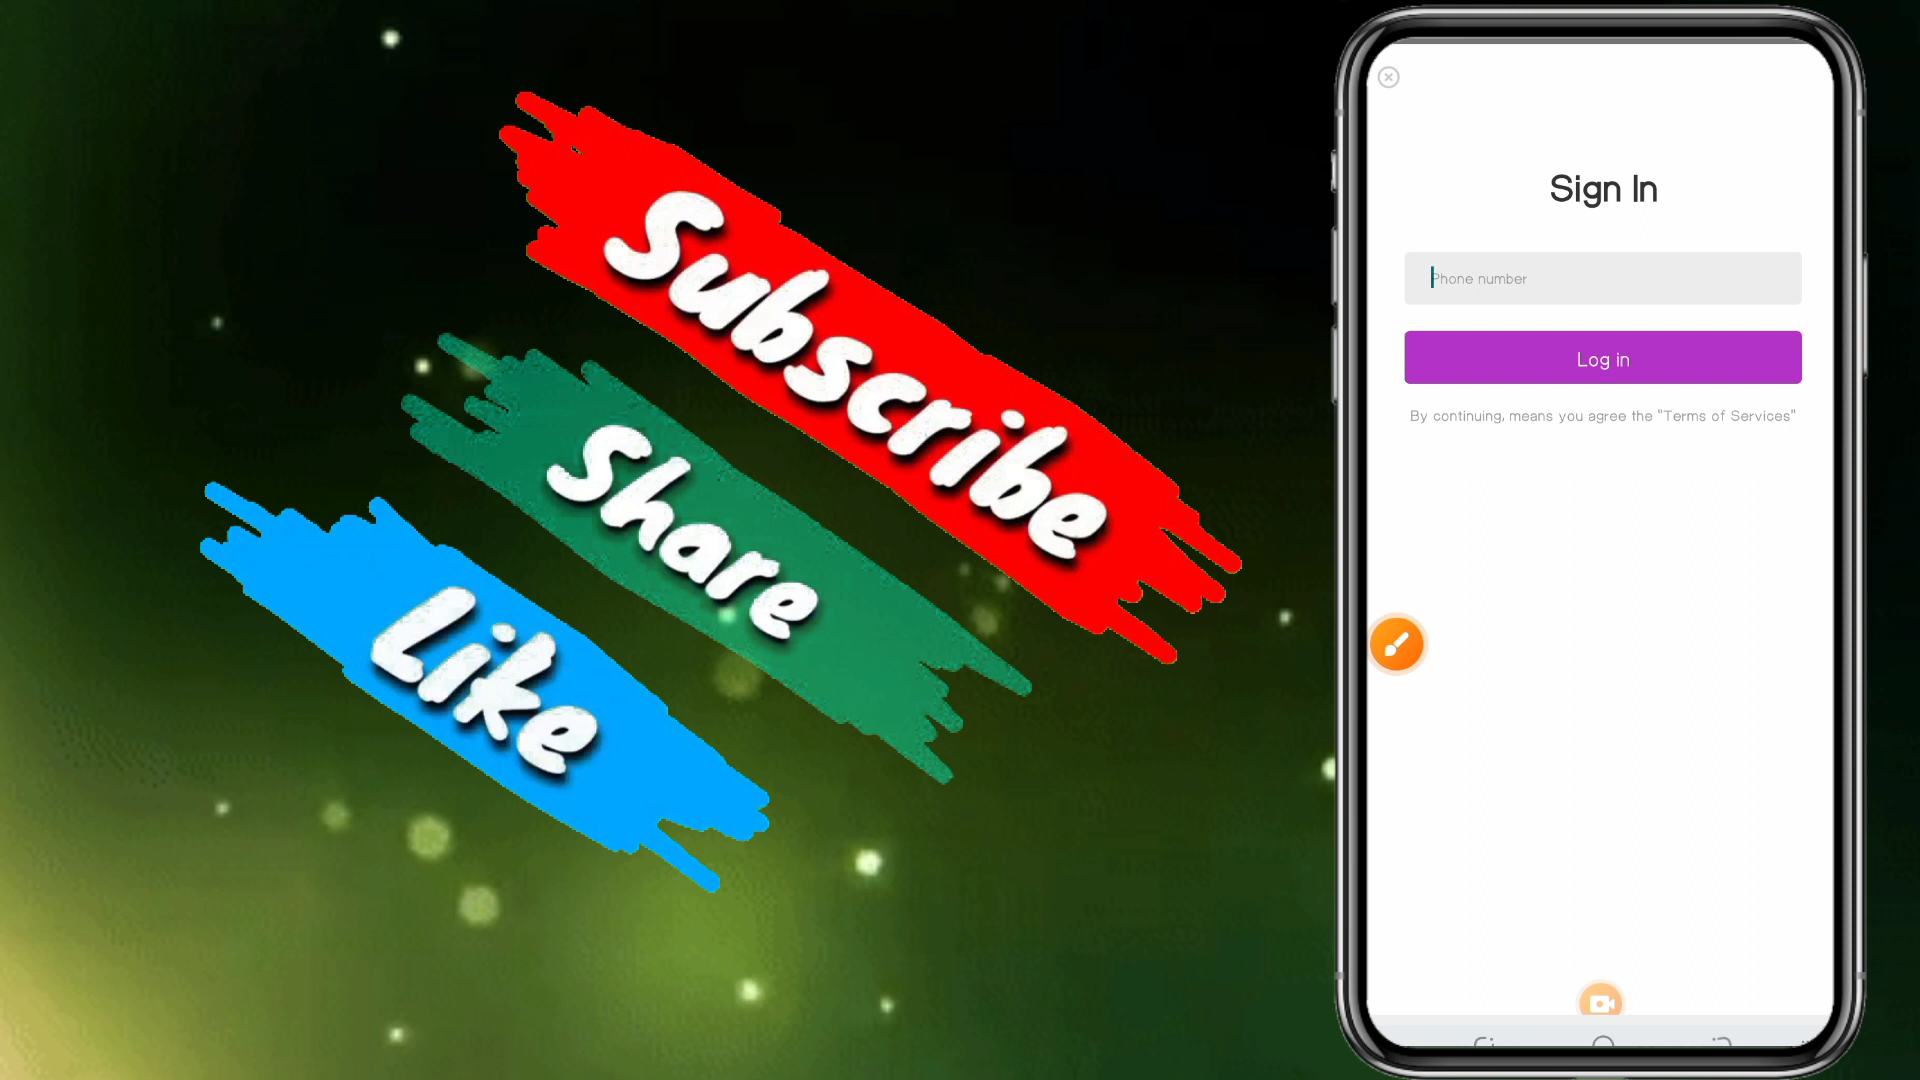 Subscribe
Share
Like
Sign In
Phone number
Log in
By continuing, means you agree the "Terms of Services"